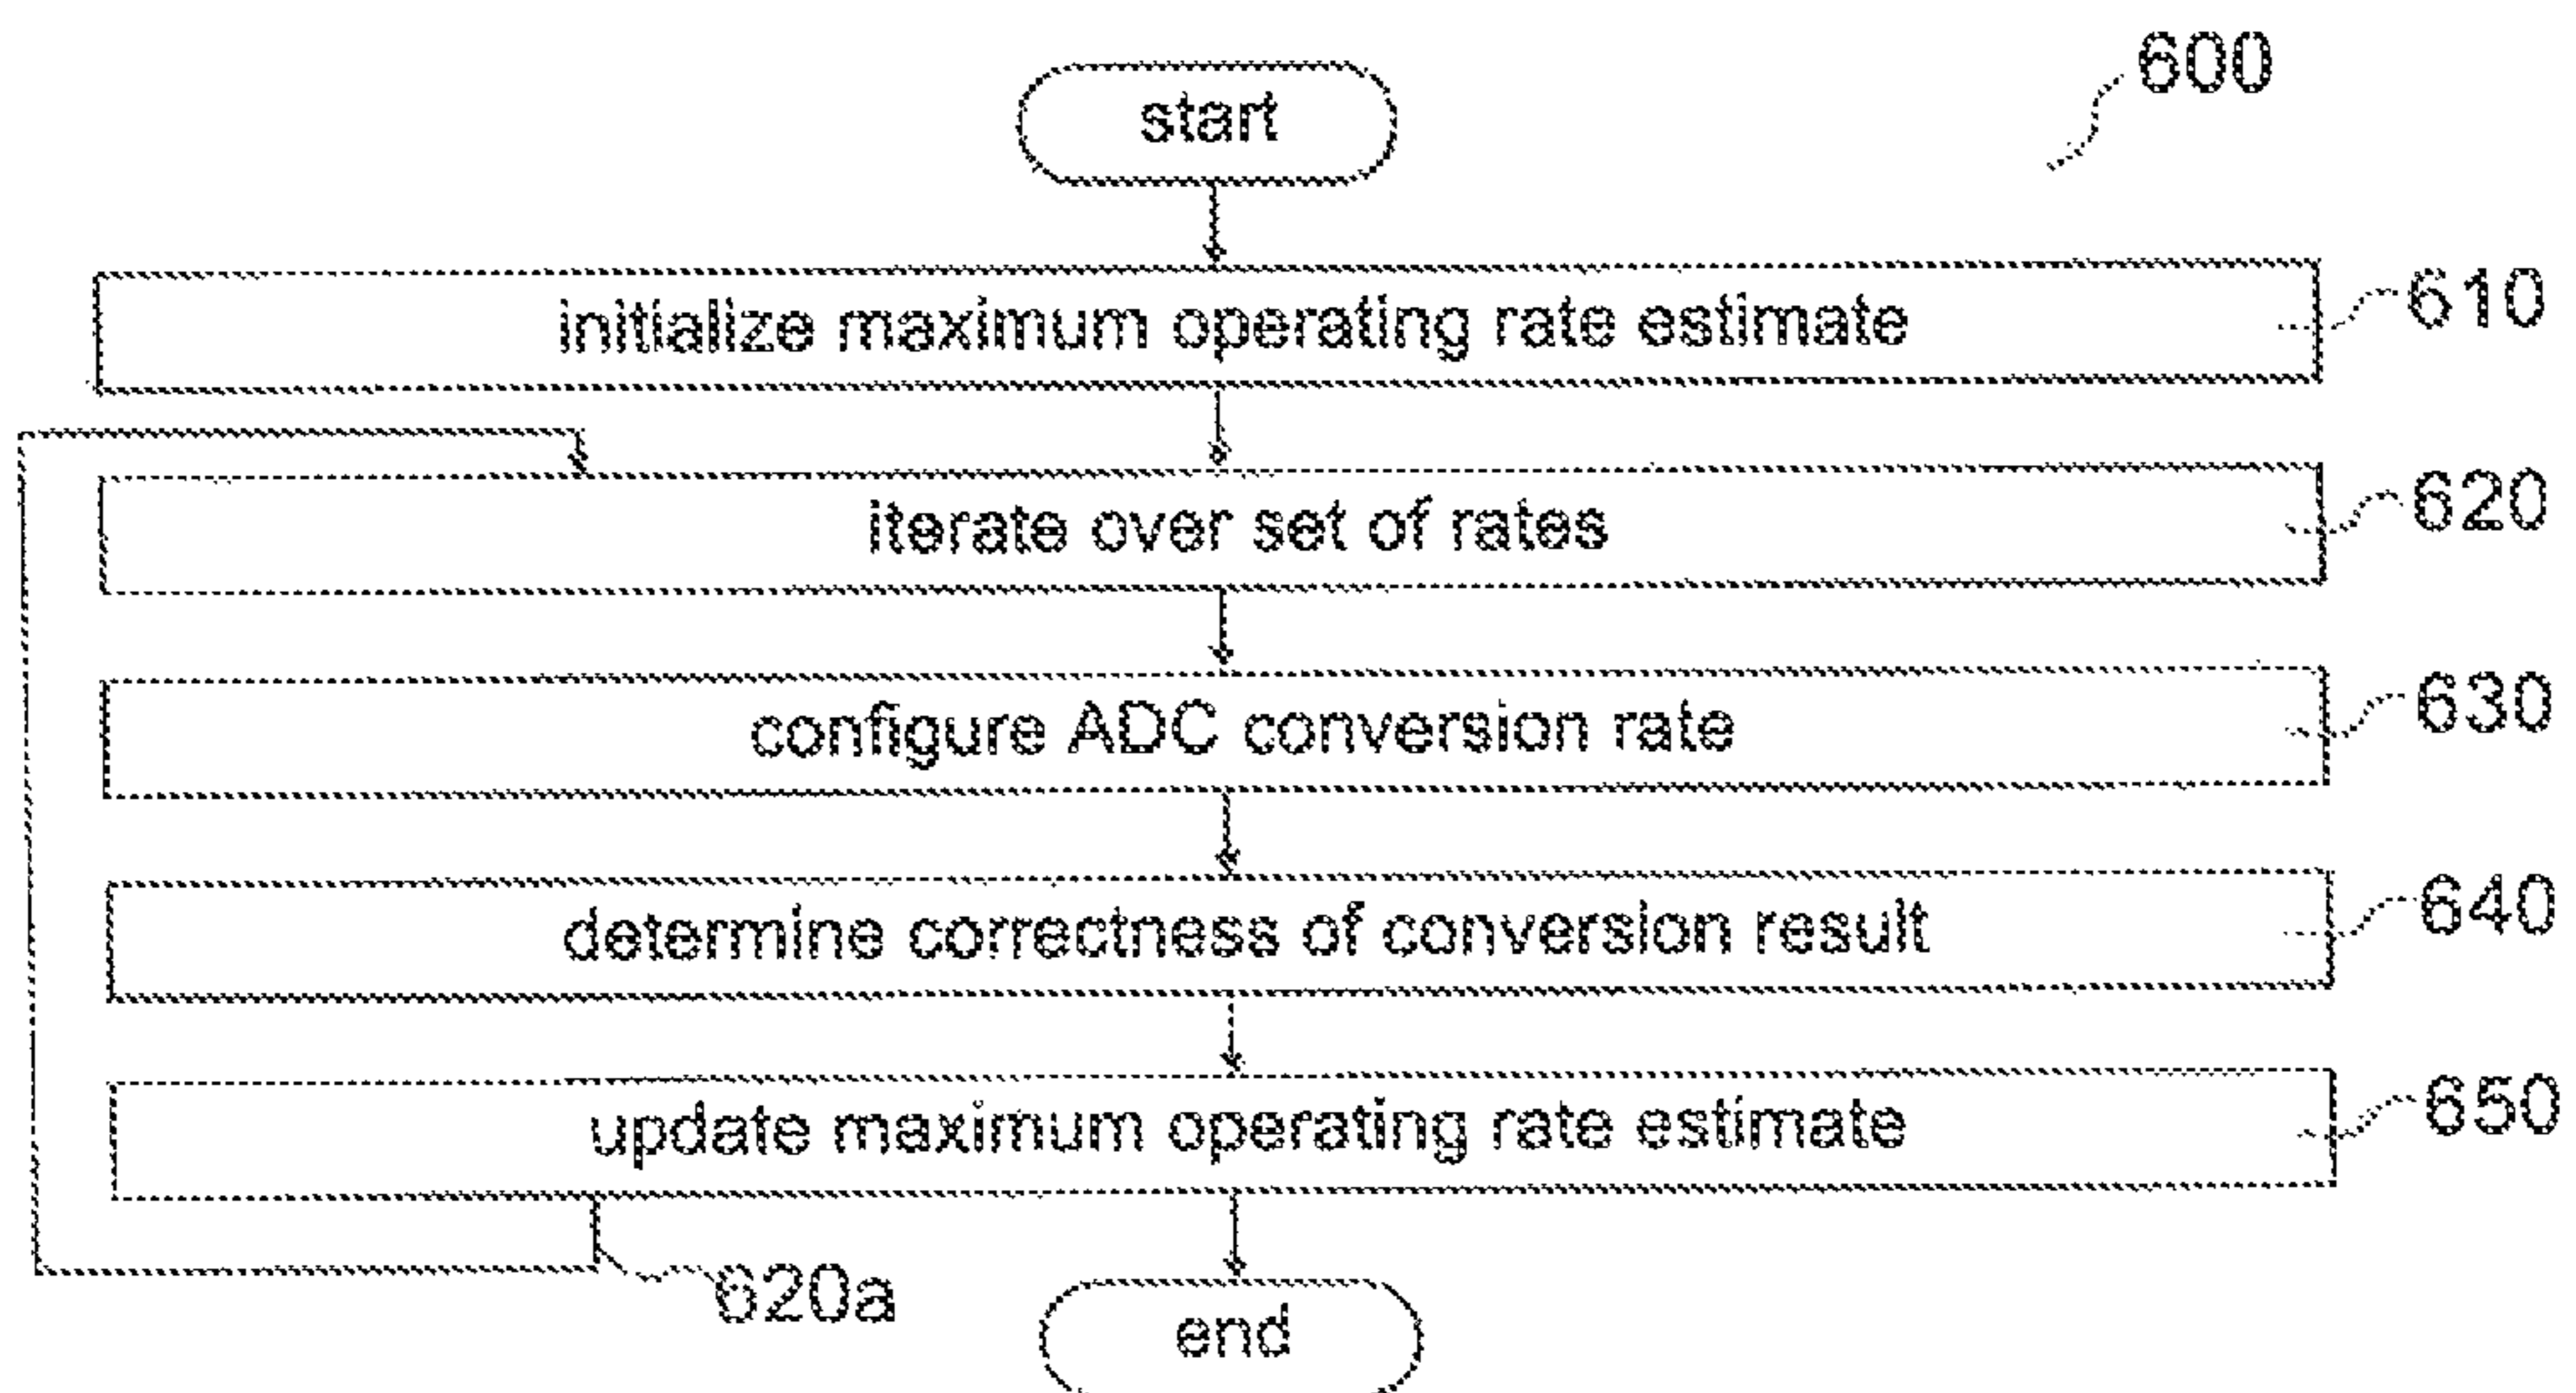 600
start
initialize maximum operating rate estimate 610
iterate over set of rates 620
configure ADC conversion rate 630
determine correctness of conversion result 640
update maximum operating rate estimate 650
620a
end